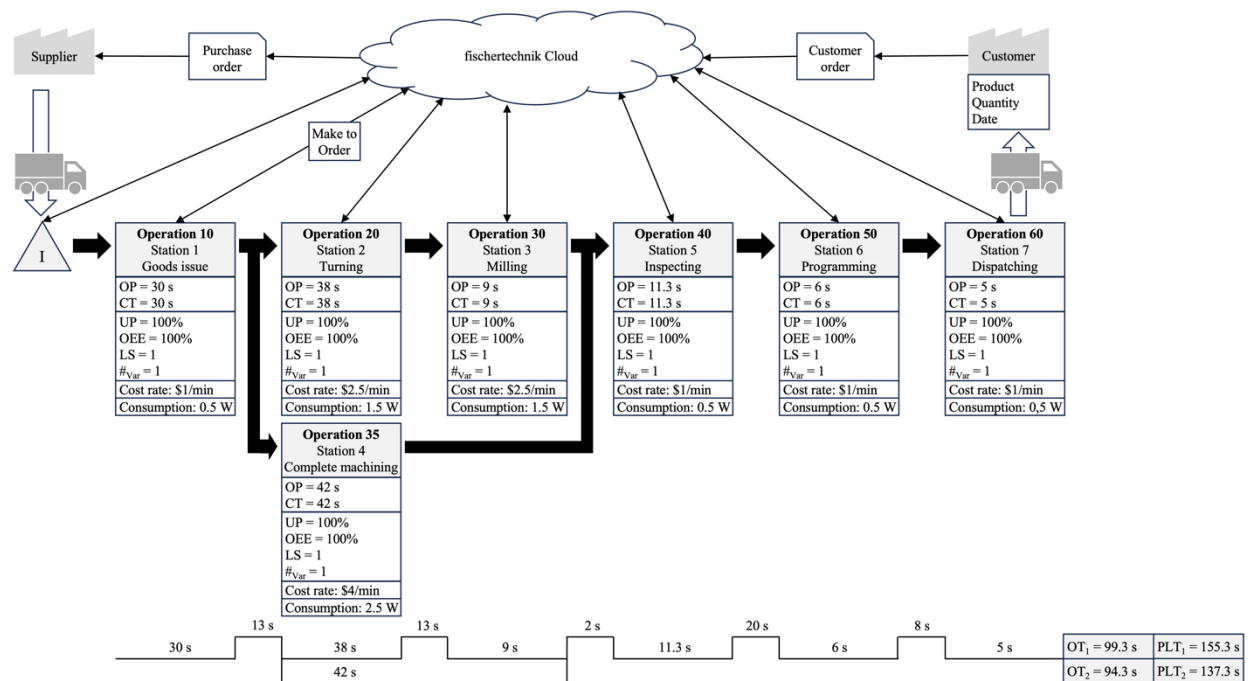 Supplier
Purchase
order
fischertechnik Cloud
Customer
order
Customer
Product
Quantity
Date
Make to
Order
I
Operation 10
Station 1
Goods issue
OP = 30 s
CT = 30 s
UP = 100%
OEE = 100%
LS = 1
#Var = 1
Cost rate: $1/min
Consumption: 0.5 W
Operation 20
Station 2
Turning
OP = 38 s
CT = 38 s
UP = 100%
OEE = 100%
LS = 1
#Var = 1
Cost rate: $2.5/min
Consumption: 1.5 W
Operation 30
Station 3
Milling
OP = 9 s
CT = 9 s
UP = 100%
OEE = 100%
LS = 1
#Var = 1
Cost rate: $2.5/min
Consumption: 1.5 W
Operation 40
Station 5
Inspecting
OP = 11.3 s
CT = 11.3 s
UP = 100%
OEE = 100%
LS = 1
#Var = 1
Cost rate: $1/min
Consumption: 0.5 W
Operation 50
Station 6
Programming
OP = 6 s
CT = 6 s
UP = 100%
OEE = 100%
LS = 1
#Var = 1
Cost rate: $1/min
Consumption: 0.5 W
Operation 60
Station 7
Dispatching
OP = 5 s
CT = 5 s
UP = 100%
OEE = 100%
LS = 1
#Var = 1
Cost rate: $1/min
Consumption: 0,5 W
Operation 35
Station 4
Complete machining
OP = 42 s
CT = 42 s
UP = 100%
OEE = 100%
LS = 1
#Var = 1
Cost rate: $4/min
Consumption: 2.5 W
13 s 13 s 2 s 20 s 8 s
30 s 38 s 9 s 11.3 s 6 s 5 s
42 s
OT1 = 99.3 s PLT1 = 155.3 s
OT2 = 94.3 s PLT2 = 137.3 s